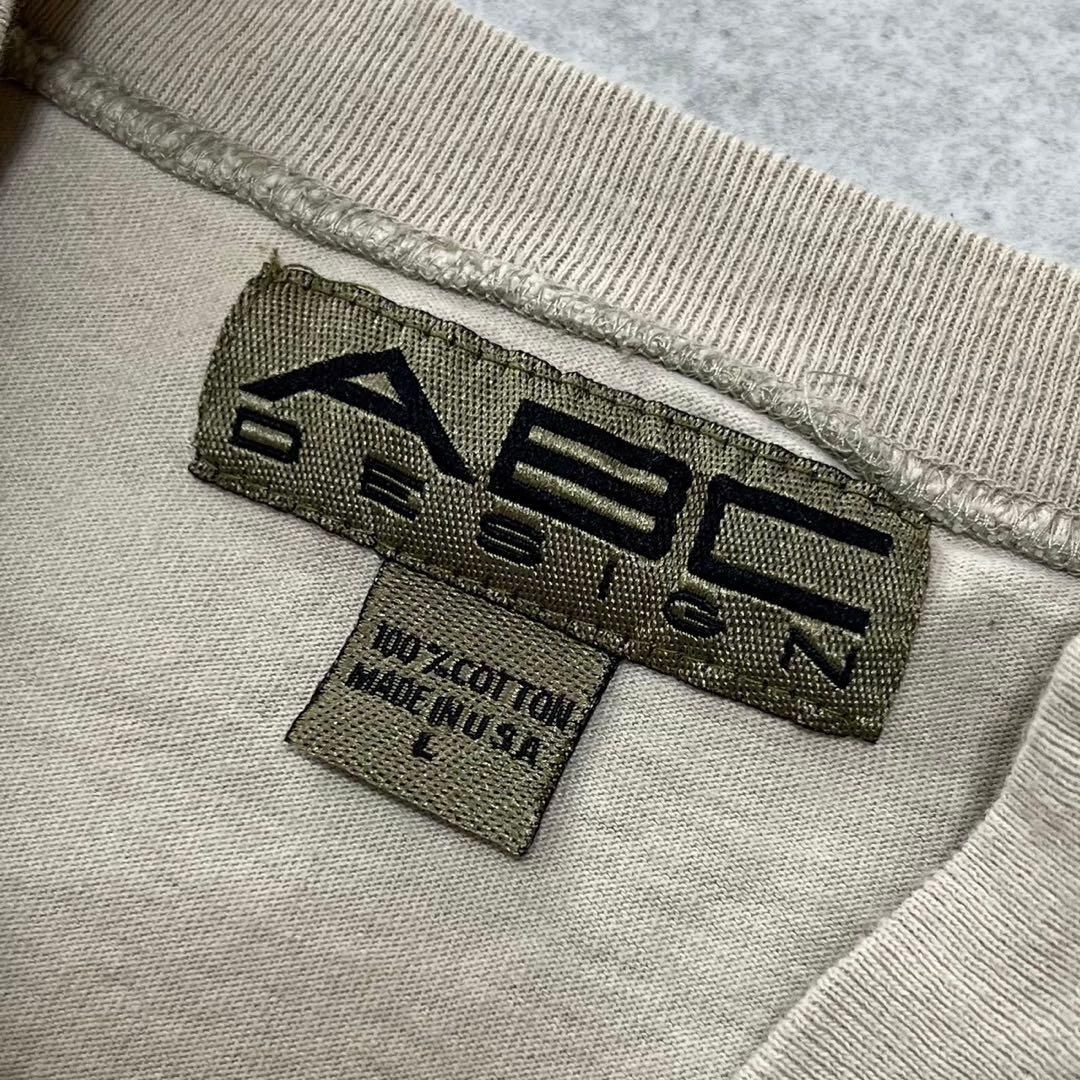 ABC
DESIGN
100%COTTON
MADE IN U S A
L